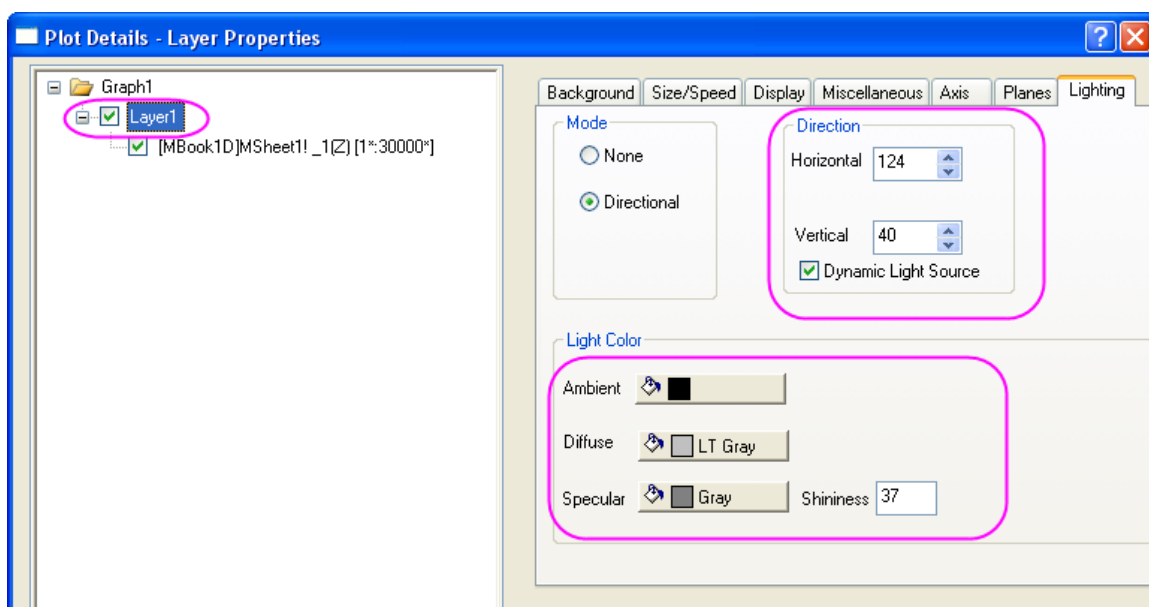 Plot Details - Layer Properties
Graph1
Layer1
[MBook1D]MSheet1! _1(Z) [1*:30000*]
Background Size/Speed Display Miscellaneous Axis Planes Lighting
Mode
None
Directional
Direction
Horizontal 124
Vertical 40
Dynamic Light Source
Light Color
Ambient
Diffuse LT Gray
Specular Gray Shininess 37